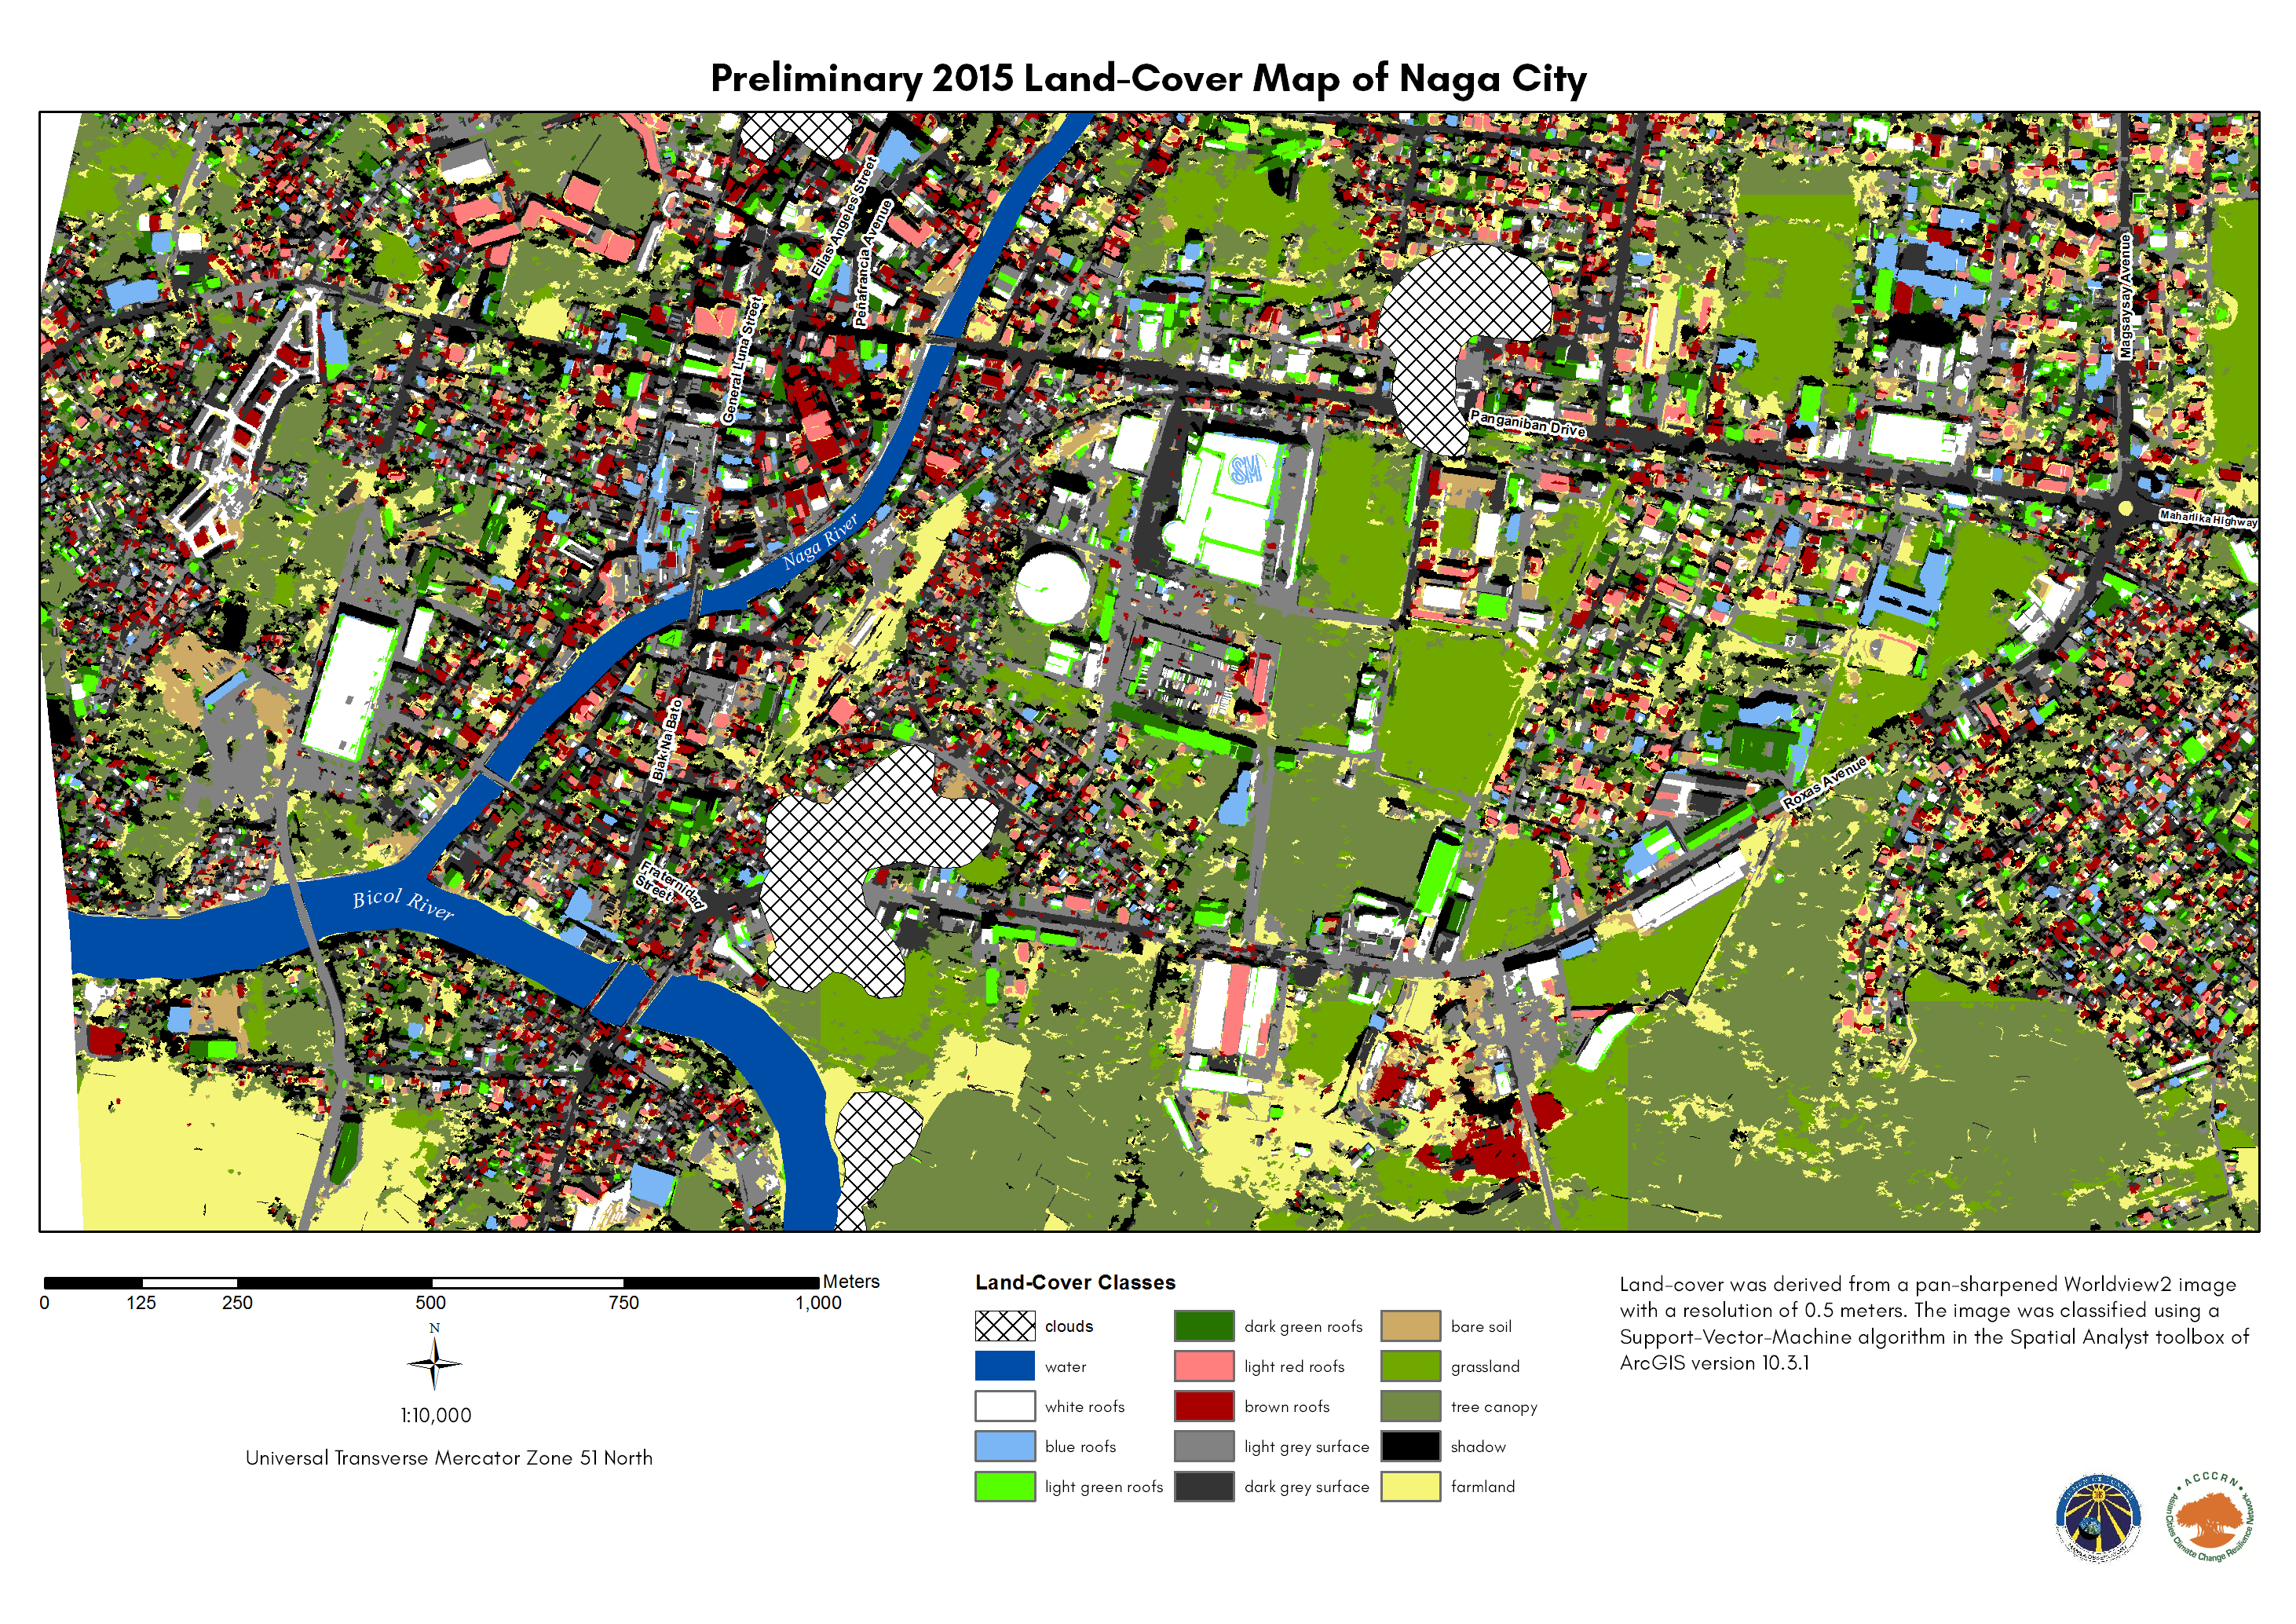 Preliminary 2015 Land-Cover Map of Naga City
Elias Angeles Street
Peñafrancia Avenue
General Luna Street
Magsaysay Avenue
Panganiban Drive
SM
Maharlika Highway
Naga River
Biak Na Bato
Roxas Avenue
Fraternidad
Street
Bicol River
Meters
0 125 250 500 750 1,000
N
1:10,000
Universal Transverse Mercator Zone 51 North
Land-Cover Classes
clouds
water
white roofs
blue roofs
light green roofs
dark green roofs
light red roofs
brown roofs
light grey surface
dark grey surface
bare soil
grassland
tree canopy
shadow
farmland
Land-cover was derived from a pan-sharpened Worldview2 image
with a resolution of 0.5 meters. The image was classified using a
Support-Vector-Machine algorithm in the Spatial Analyst toolbox of
ArcGIS version 10.3.1
• ACCCRN •
Asian Cities Climate Change Resilience Network